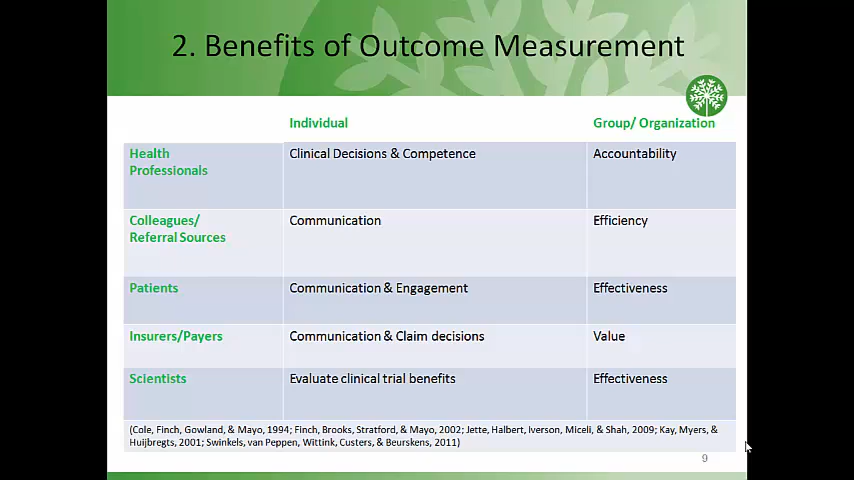 2. Benefits of Outcome Measurement
Individual Group/ Organization
Health Professionals Clinical Decisions & Competence Accountability
Colleagues/ Referral Sources Communication Efficiency
Patients Communication & Engagement Effectiveness
Insurers/Payers Communication & Claim decisions Value
Scientists Evaluate clinical trial benefits Effectiveness
(Cole, Finch, Gowland, & Mayo, 1994; Finch, Brooks, Stratford, & Mayo, 2002; Jette, Halbert, Iverson, Miceli, & Shah, 2009; Kay, Myers, &
Huijbregts, 2001; Swinkels, van Peppen, Wittink, Custers, & Beurskens, 2011)
9